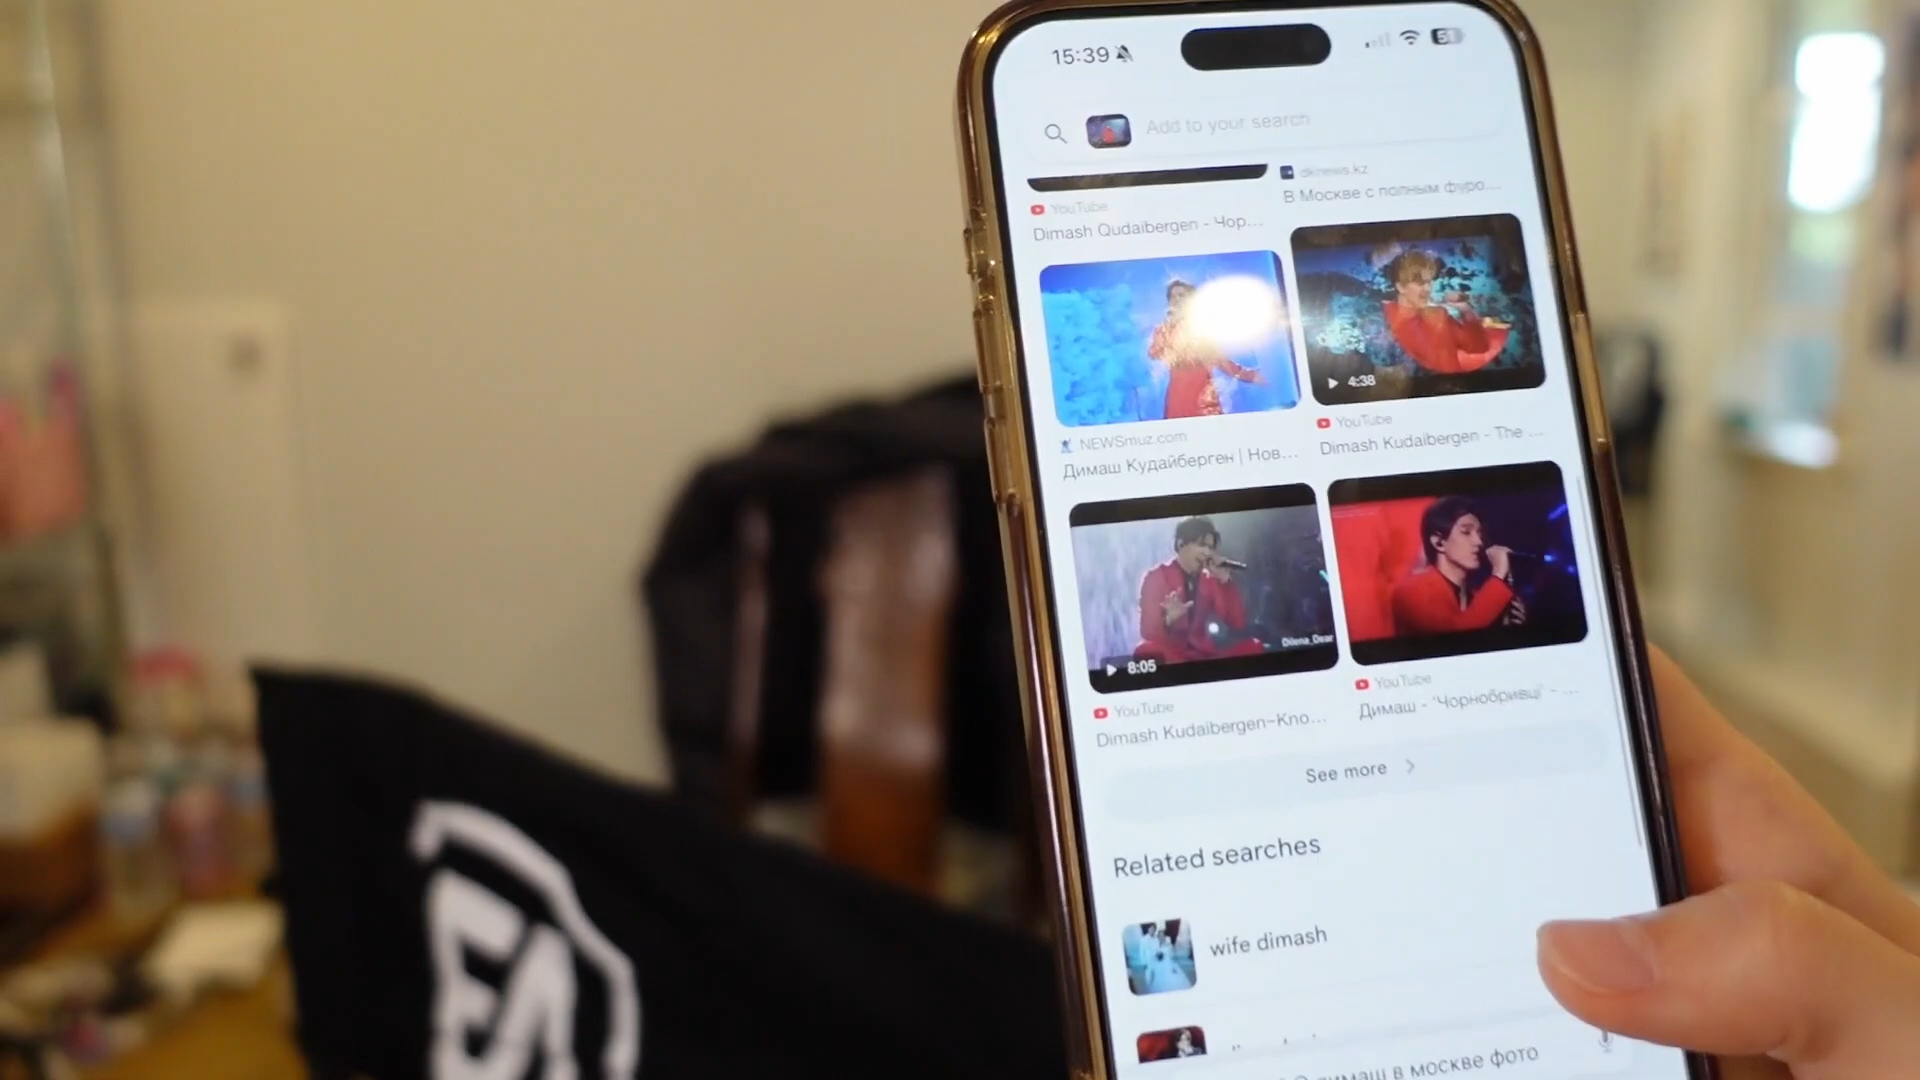 15:39
51
Add to your search
dknews.kz
В Москве с полным фуро...
YouTube
Dimash Qudaibergen - Чор...
NEWSmuz.com
Димаш Кудайберген | Нов...
4:38
YouTube
Dimash Kudaibergen - The ...
Dilena_Dear
8:05
YouTube
Dimash Kudaibergen-Kno...
YouTube
Димаш - 'Чорнобривці' - ...
See more
Related searches
wife dimash
димаш в москве фото